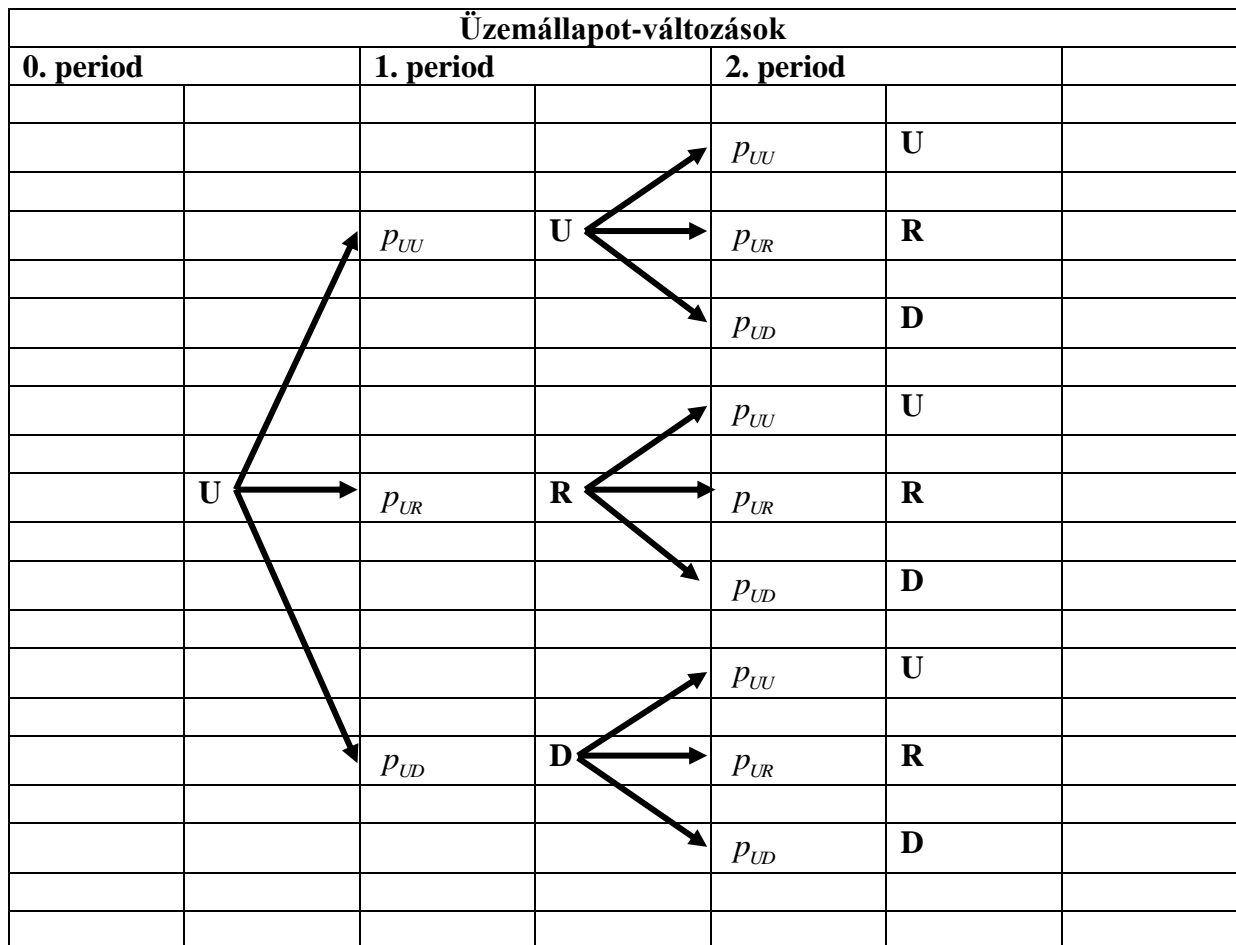 Üzemállapot-változások
0. period 1. period 2. period
p_UU U
p_UU U p_UR R
p_UD D
p_UU U
U p_UR R p_UR R
p_UD D
p_UU U
p_UD D p_UR R
p_UD D